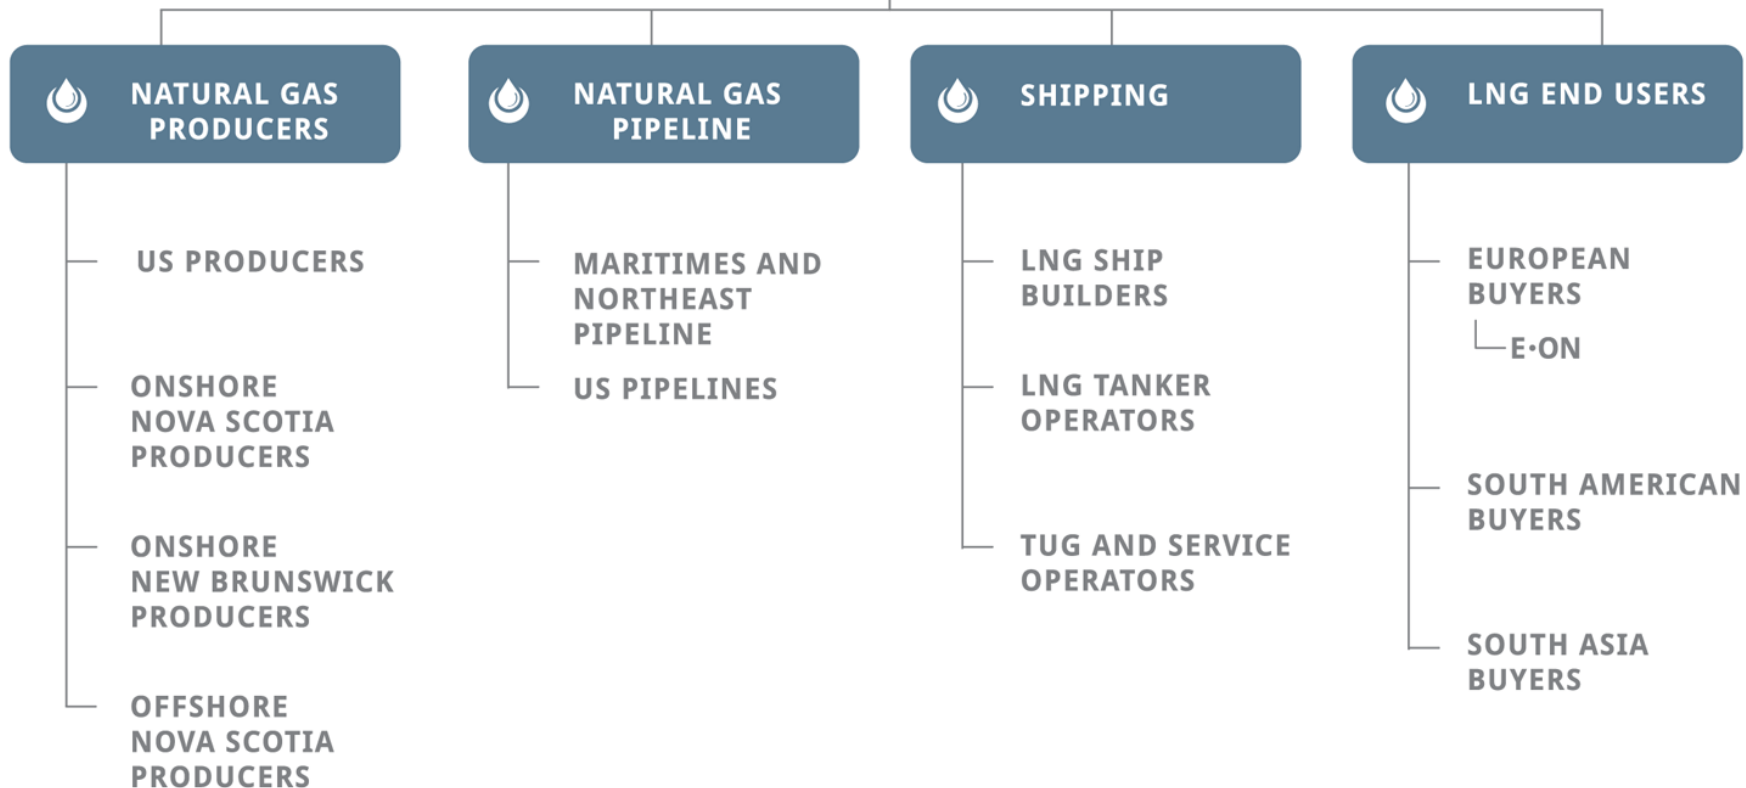 NATURAL GAS
PRODUCERS
US PRODUCERS
ONSHORE
NOVA SCOTIA
PRODUCERS
ONSHORE
NEW BRUNSWICK
PRODUCERS
OFFSHORE
NOVA SCOTIA
PRODUCERS
NATURAL GAS
PIPELINE
MARITIMES AND
NORTHEAST
PIPELINE
US PIPELINES
SHIPPING
LNG SHIP
BUILDERS
LNG TANKER
OPERATORS
TUG AND SERVICE
OPERATORS
LNG END USERS
EUROPEAN
BUYERS
E•ON
SOUTH AMERICAN
BUYERS
SOUTH ASIA
BUYERS